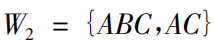 W₂ = {ABC,AC}